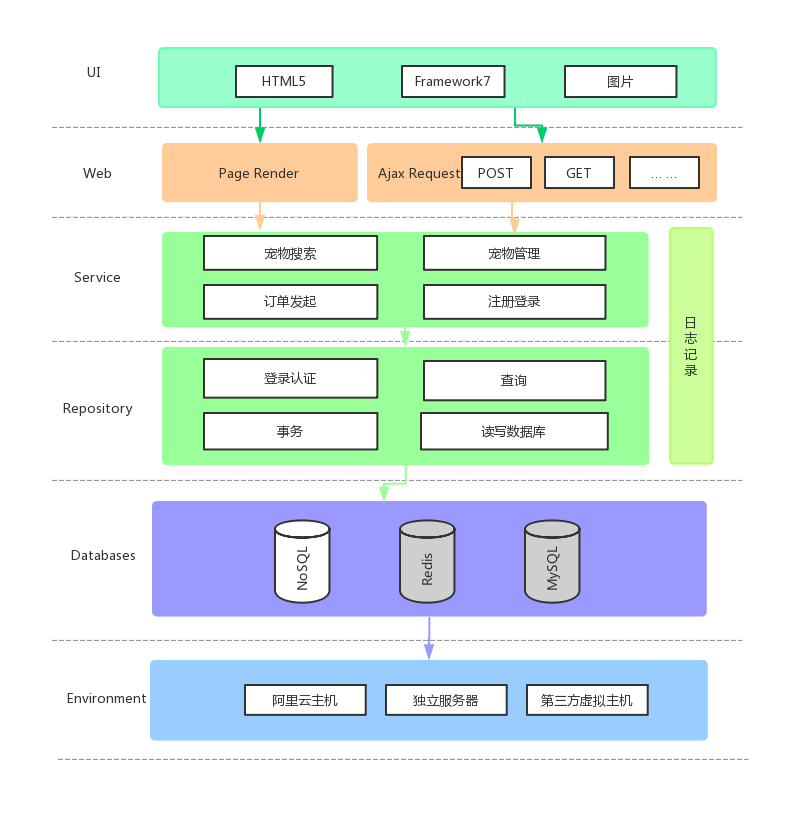 UI
HTML5
Framework7
图片
Web
Page Render
Ajax Request
POST
GET
... ...
Service
宠物搜索
宠物管理
订单发起
注册登录
日志记录
Repository
登录认证
查询
事务
读写数据库
Databases
NoSQL
Redis
MySQL
Environment
阿里云主机
独立服务器
第三方虚拟主机